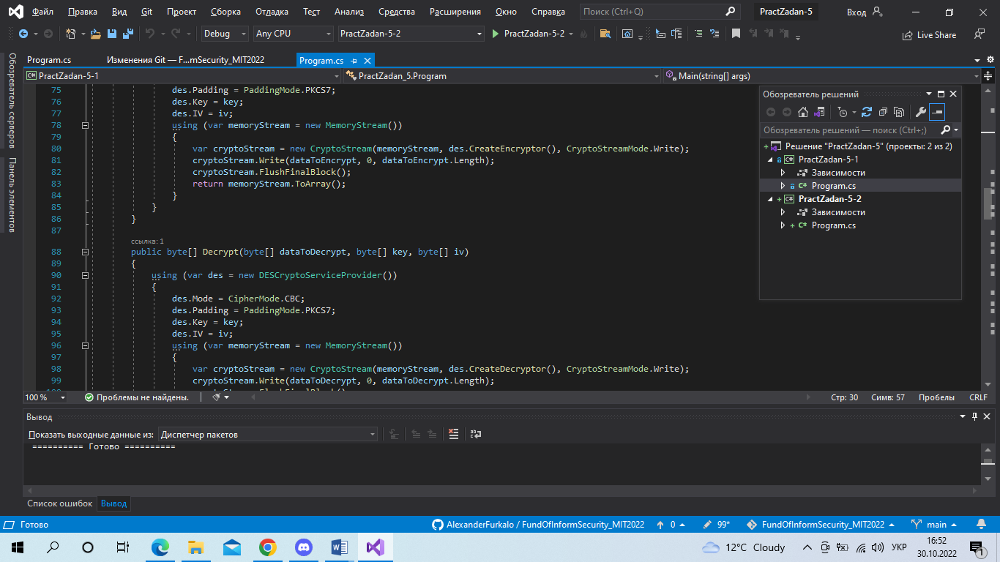 Файл Правка Вид Git Проект Сборка Отладка Тест Анализ Средства Расширения Окно Справка Поиск (Ctrl+Q) PractZadan-5 Вход
Debug Any CPU PractZadan-5-2 PractZadan-5-2 Live Share
Обозреватель серверов
Панель элементов
Program.cs Изменения Git — F...mSecurity_MIT2022 Program.cs
C# PractZadan-5-1 PractZadan_5.Program Main(string[] args)
75 des.Padding = PaddingMode.PKCS7;
76 des.Key = key;
77 des.IV = iv;
78 using (var memoryStream = new MemoryStream())
79 {
80 var cryptoStream = new CryptoStream(memoryStream, des.CreateEncryptor(), CryptoStreamMode.Write);
81 cryptoStream.Write(dataToEncrypt, 0, dataToEncrypt.Length);
82 cryptoStream.FlushFinalBlock();
83 return memoryStream.ToArray();
84 }
85 }
86 }
87
ссылка: 1
88 public byte[] Decrypt(byte[] dataToDecrypt, byte[] key, byte[] iv)
89 {
90 using (var des = new DESCryptoServiceProvider())
91 {
92 des.Mode = CipherMode.CBC;
93 des.Padding = PaddingMode.PKCS7;
94 des.Key = key;
95 des.IV = iv;
96 using (var memoryStream = new MemoryStream())
97 {
98 var cryptoStream = new CryptoStream(memoryStream, des.CreateDecryptor(), CryptoStreamMode.Write);
99 cryptoStream.Write(dataToDecrypt, 0, dataToDecrypt.Length);
Обозреватель решений
Обозреватель решений — поиск (Ctrl+;)
Решение "PractZadan-5" (проекты: 2 из 2)
C# PractZadan-5-1
Зависимости
C# Program.cs
C# PractZadan-5-2
Зависимости
C# Program.cs
100 % Проблемы не найдены. Стр: 30 Симв: 57 Пробелы CRLF
Вывод
Показать выходные данные из: Диспетчер пакетов
========== Готово ==========
Список ошибок Вывод
Готово AlexanderFurkalo / FundOfInformSecurity_MIT2022 0 99* FundOfInformSecurity_MIT2022 main
12°C Cloudy УКР 16:52
30.10.2022 1